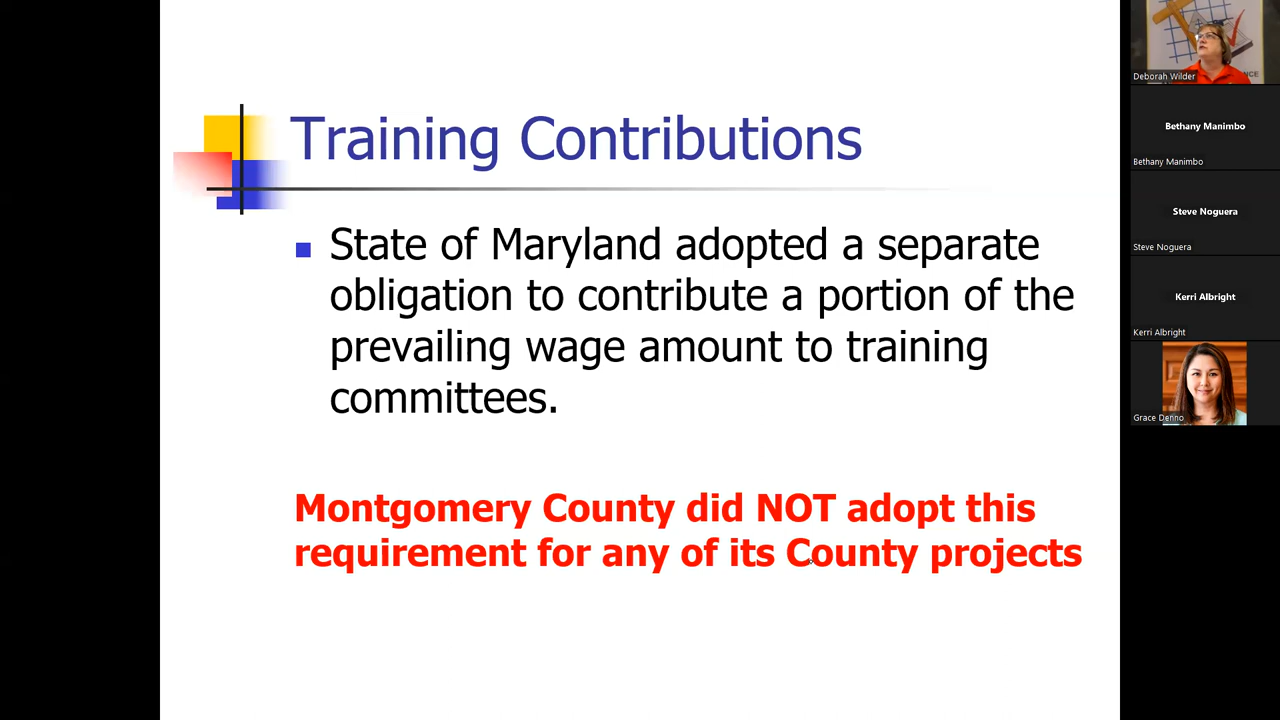 Training Contributions
State of Maryland adopted a separate
obligation to contribute a portion of the
prevailing wage amount to training
committees.
Montgomery County did NOT adopt this
requirement for any of its County projects
Deborah Wilder
Bethany Manimbo
Bethany Manimbo
Steve Noguera
Steve Noguera
Kerri Albright
Kerri Albright
Grace Denno